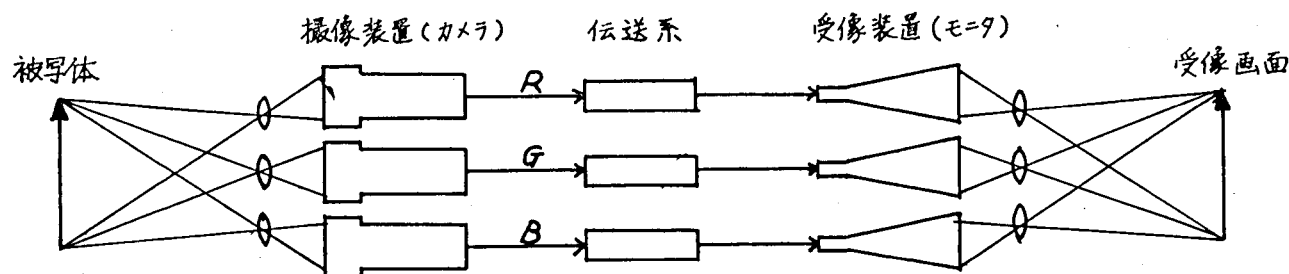 撮像装置(カメラ)
伝送系
受像装置(モニタ)
被写体
受像画面
R
G
B